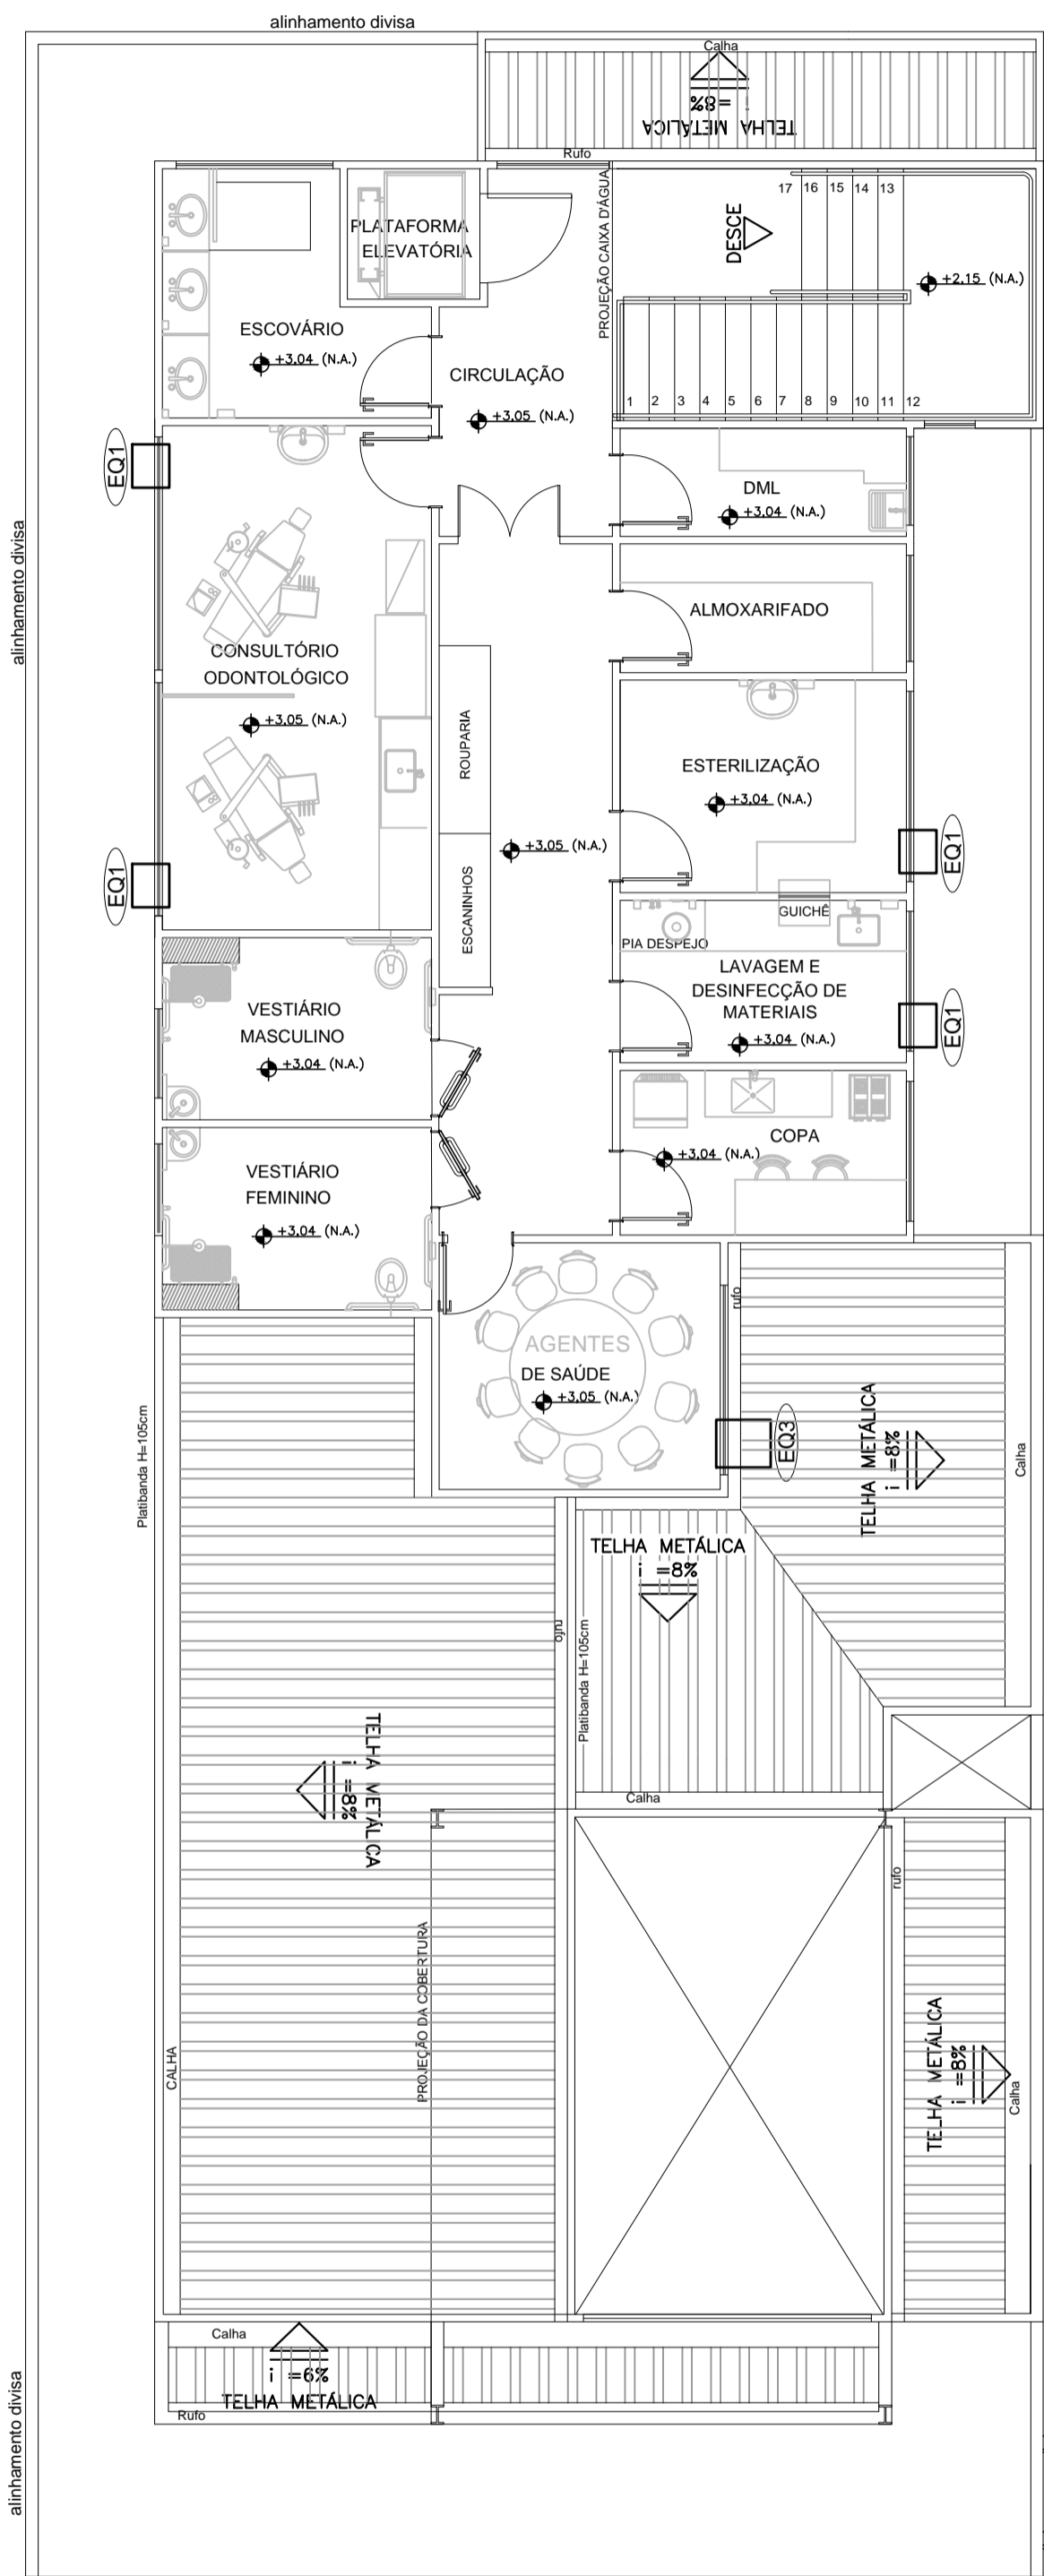 alinhamento divisa
Calha
i =8%
TELHA METÁLICA
Rufo
PROJEÇÃO CAIXA D'ÁGUA
17
16
15
14
13
DESCE
+2,15 (N.A.)
PLATAFORMA
ELEVATÓRIA
ESCOVÁRIO
+3,04 (N.A.)
CIRCULAÇÃO
+3,05 (N.A.)
1
2
3
4
5
6
7
8
9
10
11
12
EQ1
DML
+3,04 (N.A.)
alinhamento divisa
ALMOXARIFADO
CONSULTÓRIO
ODONTOLÓGICO
+3,05 (N.A.)
ROUPARIA
ESTERILIZAÇÃO
+3,04 (N.A.)
+3,05 (N.A.)
EQ1
EQ1
ESCANINHOS
GUICHÊ
PIA DESPEJO
LAVAGEM E
DESINFECÇÃO DE
MATERIAIS
+3,04 (N.A.)
EQ1
VESTIÁRIO
MASCULINO
+3,04 (N.A.)
COPA
+3,04 (N.A.)
VESTIÁRIO
FEMININO
+3,04 (N.A.)
rufo
AGENTES
DE SAÚDE
+3,05 (N.A.)
EQ3
TELHA METÁLICA
i =8%
Calha
Platibanda H=105cm
TELHA METÁLICA
i =8%
rufo
Platibanda H=105cm
Calha
TELHA METÁLICA
i =8%
rufo
PROJEÇÃO DA COBERTURA
CALHA
TELHA METÁLICA
i =8%
Calha
Calha
i =6%
TELHA METÁLICA
Rufo
alinhamento divisa